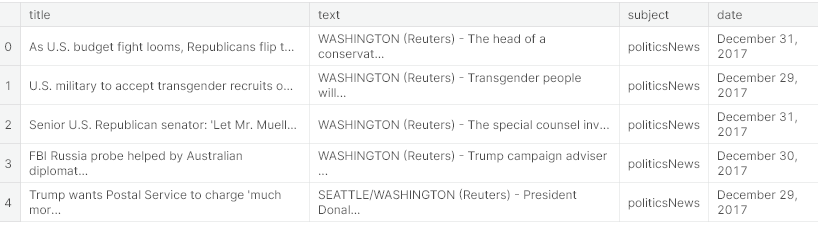 title text subject date
0 As U.S. budget fight looms, Republicans flip t... WASHINGTON (Reuters) - The head of a conservat... politicsNews December 31, 2017
1 U.S. military to accept transgender recruits o... WASHINGTON (Reuters) - Transgender people will... politicsNews December 29, 2017
2 Senior U.S. Republican senator: 'Let Mr. Muell... WASHINGTON (Reuters) - The special counsel inv... politicsNews December 31, 2017
3 FBI Russia probe helped by Australian diplomat... WASHINGTON (Reuters) - Trump campaign adviser ... politicsNews December 30, 2017
4 Trump wants Postal Service to charge 'much mor... SEATTLE/WASHINGTON (Reuters) - President Donal... politicsNews December 29, 2017